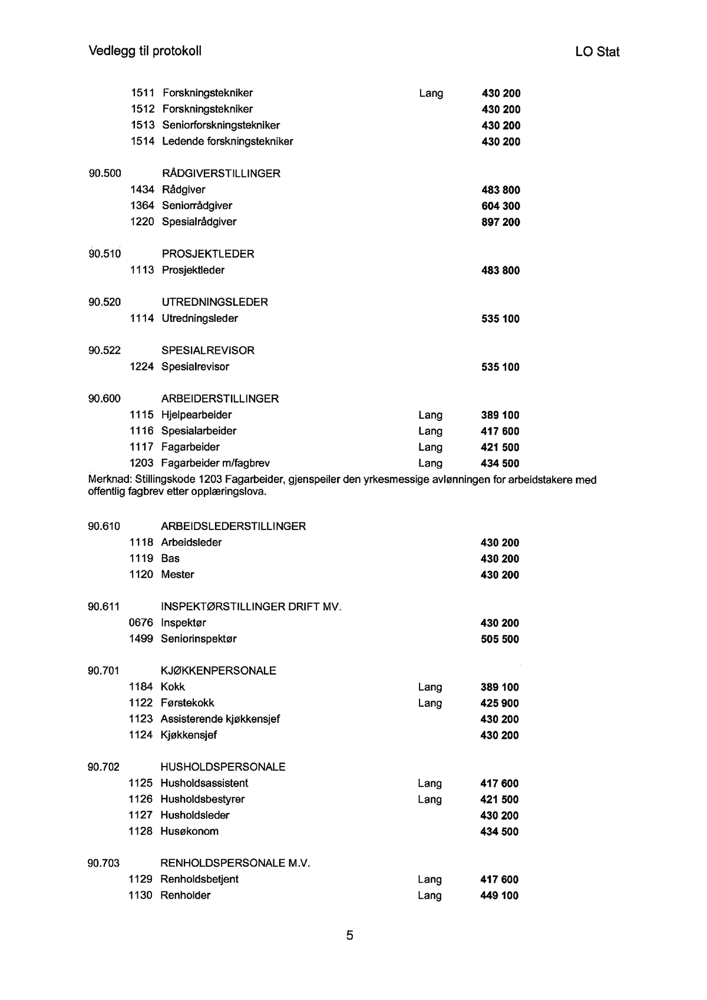 Vedlegg til protokoll LO Stat
1511 Forskningstekniker Lang 430 200
1512 Forskningstekniker 430 200
1513 Seniorforskningstekniker 430 200
1514 Ledende forskningstekniker 430 200
90.500 RÅDGIVERSTILLINGER
1434 Rådgiver 483 800
1364 Seniorrådgiver 604 300
1220 Spesialrådgiver 897 200
90.510 PROSJEKTLEDER
1113 Prosjektleder 483 800
90.520 UTREDNINGSLEDER
1114 Utredningsleder 535 100
90.522 SPESIALREVISOR
1224 Spesialrevisor 535 100
90.600 ARBEIDERSTILLINGER
1115 Hjelpearbeider Lang 389 100
1116 Spesialarbeider Lang 417 600
1117 Fagarbeider Lang 421 500
1203 Fagarbeider m/fagbrev Lang 434 500
Merknad: Stillingskode 1203 Fagarbeider, gjenspeiler den yrkesmessige avlønningen for arbeidstakere med
offentlig fagbrev etter opplæringslova.
90.610 ARBEIDSLEDERSTILLINGER
1118 Arbeidsleder 430 200
1119 Bas 430 200
1120 Mester 430 200
90.611 INSPEKTØRSTILLINGER DRIFT MV.
0676 Inspektør 430 200
1499 Seniorinspektør 505 500
90.701 KJØKKENPERSONALE
1184 Kokk Lang 389 100
1122 Førstekokk Lang 425 900
1123 Assisterende kjøkkensjef 430 200
1124 Kjøkkensjef 430 200
90.702 HUSHOLDSPERSONALE
1125 Husholdsassistent Lang 417 600
1126 Husholdsbestyrer Lang 421 500
1127 Husholdsleder 430 200
1128 Husøkonom 434 500
90.703 RENHOLDSPERSONALE M.V.
1129 Renholdsbetjent Lang 417 600
1130 Renholder Lang 449 100
5